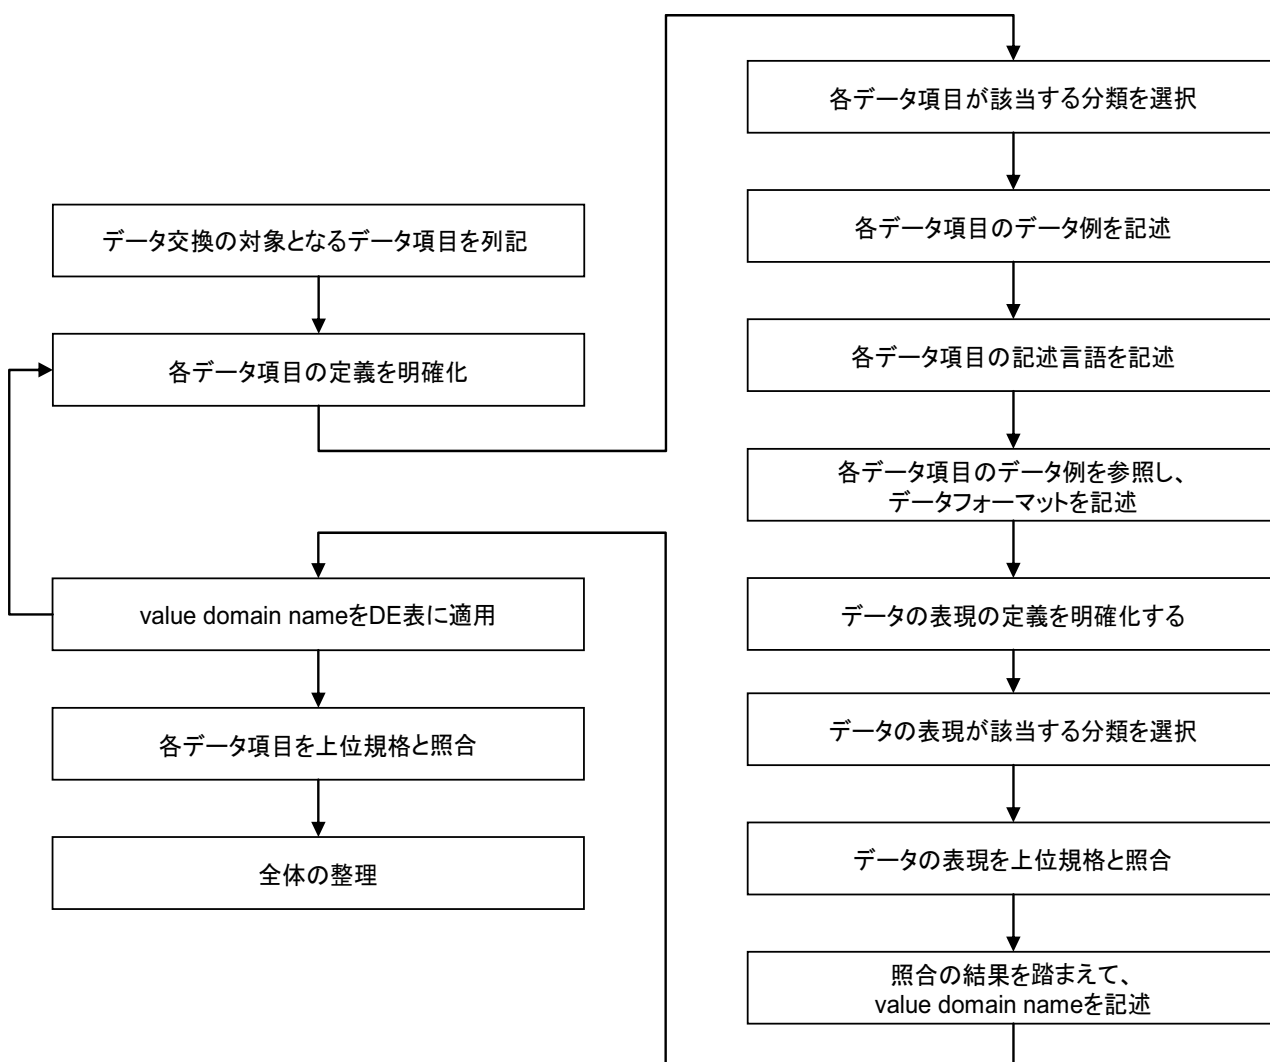 データ交換の対象となるデータ項目を列記
各データ項目の定義を明確化
各データ項目が該当する分類を選択
各データ項目のデータ例を記述
各データ項目の記述言語を記述
各データ項目のデータ例を参照し、
データフォーマットを記述
データの表現の定義を明確化する
データの表現が該当する分類を選択
データの表現を上位規格と照合
照合の結果を踏まえて、
value domain nameを記述
value domain nameをDE表に適用
各データ項目を上位規格と照合
全体の整理